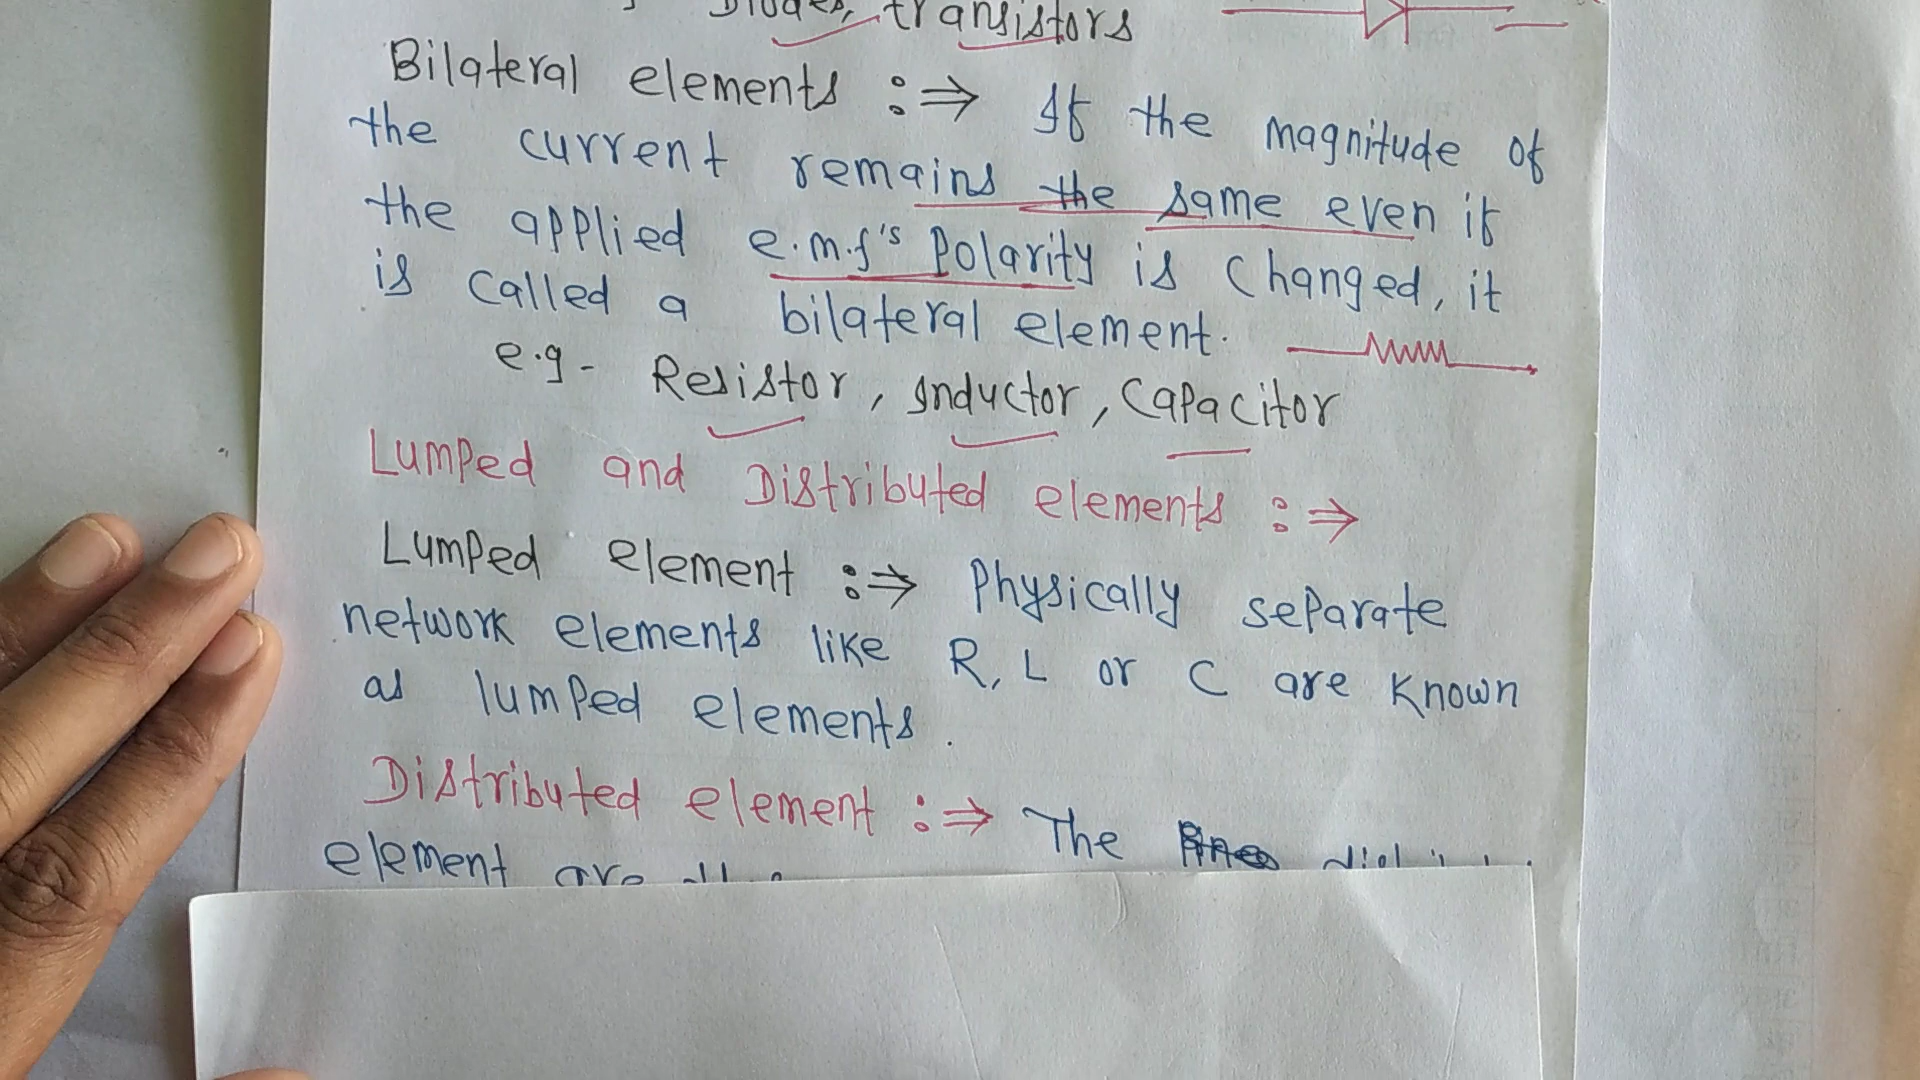 Diodes, transistors
Bilateral elements :⇒ If the magnitude of
the current remains the same even if
the applied e.m.f's Polarity is changed, it
is called a bilateral element.
e.g- Resistor, Inductor, Capacitor
Lumped and Distributed elements :⇒
Lumped element :⇒ Physically separate
network elements like R, L or C are known
as lumped elements.
Distributed element :⇒ The
element are